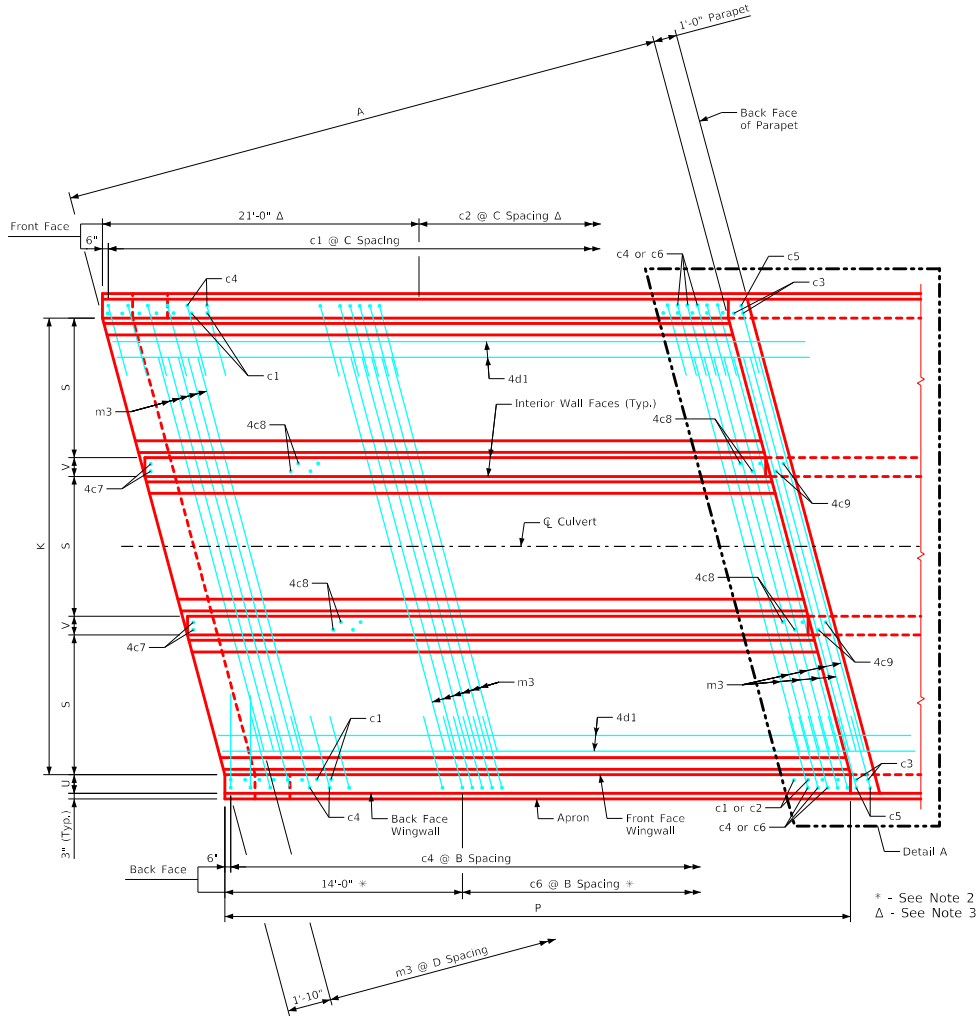 1'-0" Parapet
A
Back Face
of Parapet
21'-0" Δ
c2 @ C Spacing Δ
Front Face
6"
c1 @ C Spacing
c4
c4 or c6
c5
c3
c1
4d1
S
m3
Interior Wall Faces (Typ.)
4c8
4c8
V
4c7
4c9
K
S
℄ Culvert
4c8
4c8
V
4c7
4c9
m3
m3
S
c1
4d1
U
c3
3" (Typ.)
c4
Back Face
Wingwall
Apron
Front Face
Wingwall
c1 or c2
c4 or c6
c5
Detail A
6"
c4 @ B Spacing
Back Face
14'-0" *
c6 @ B Spacing *
P
* - See Note 2
Δ - See Note 3
m3 @ D Spacing
1'-10"